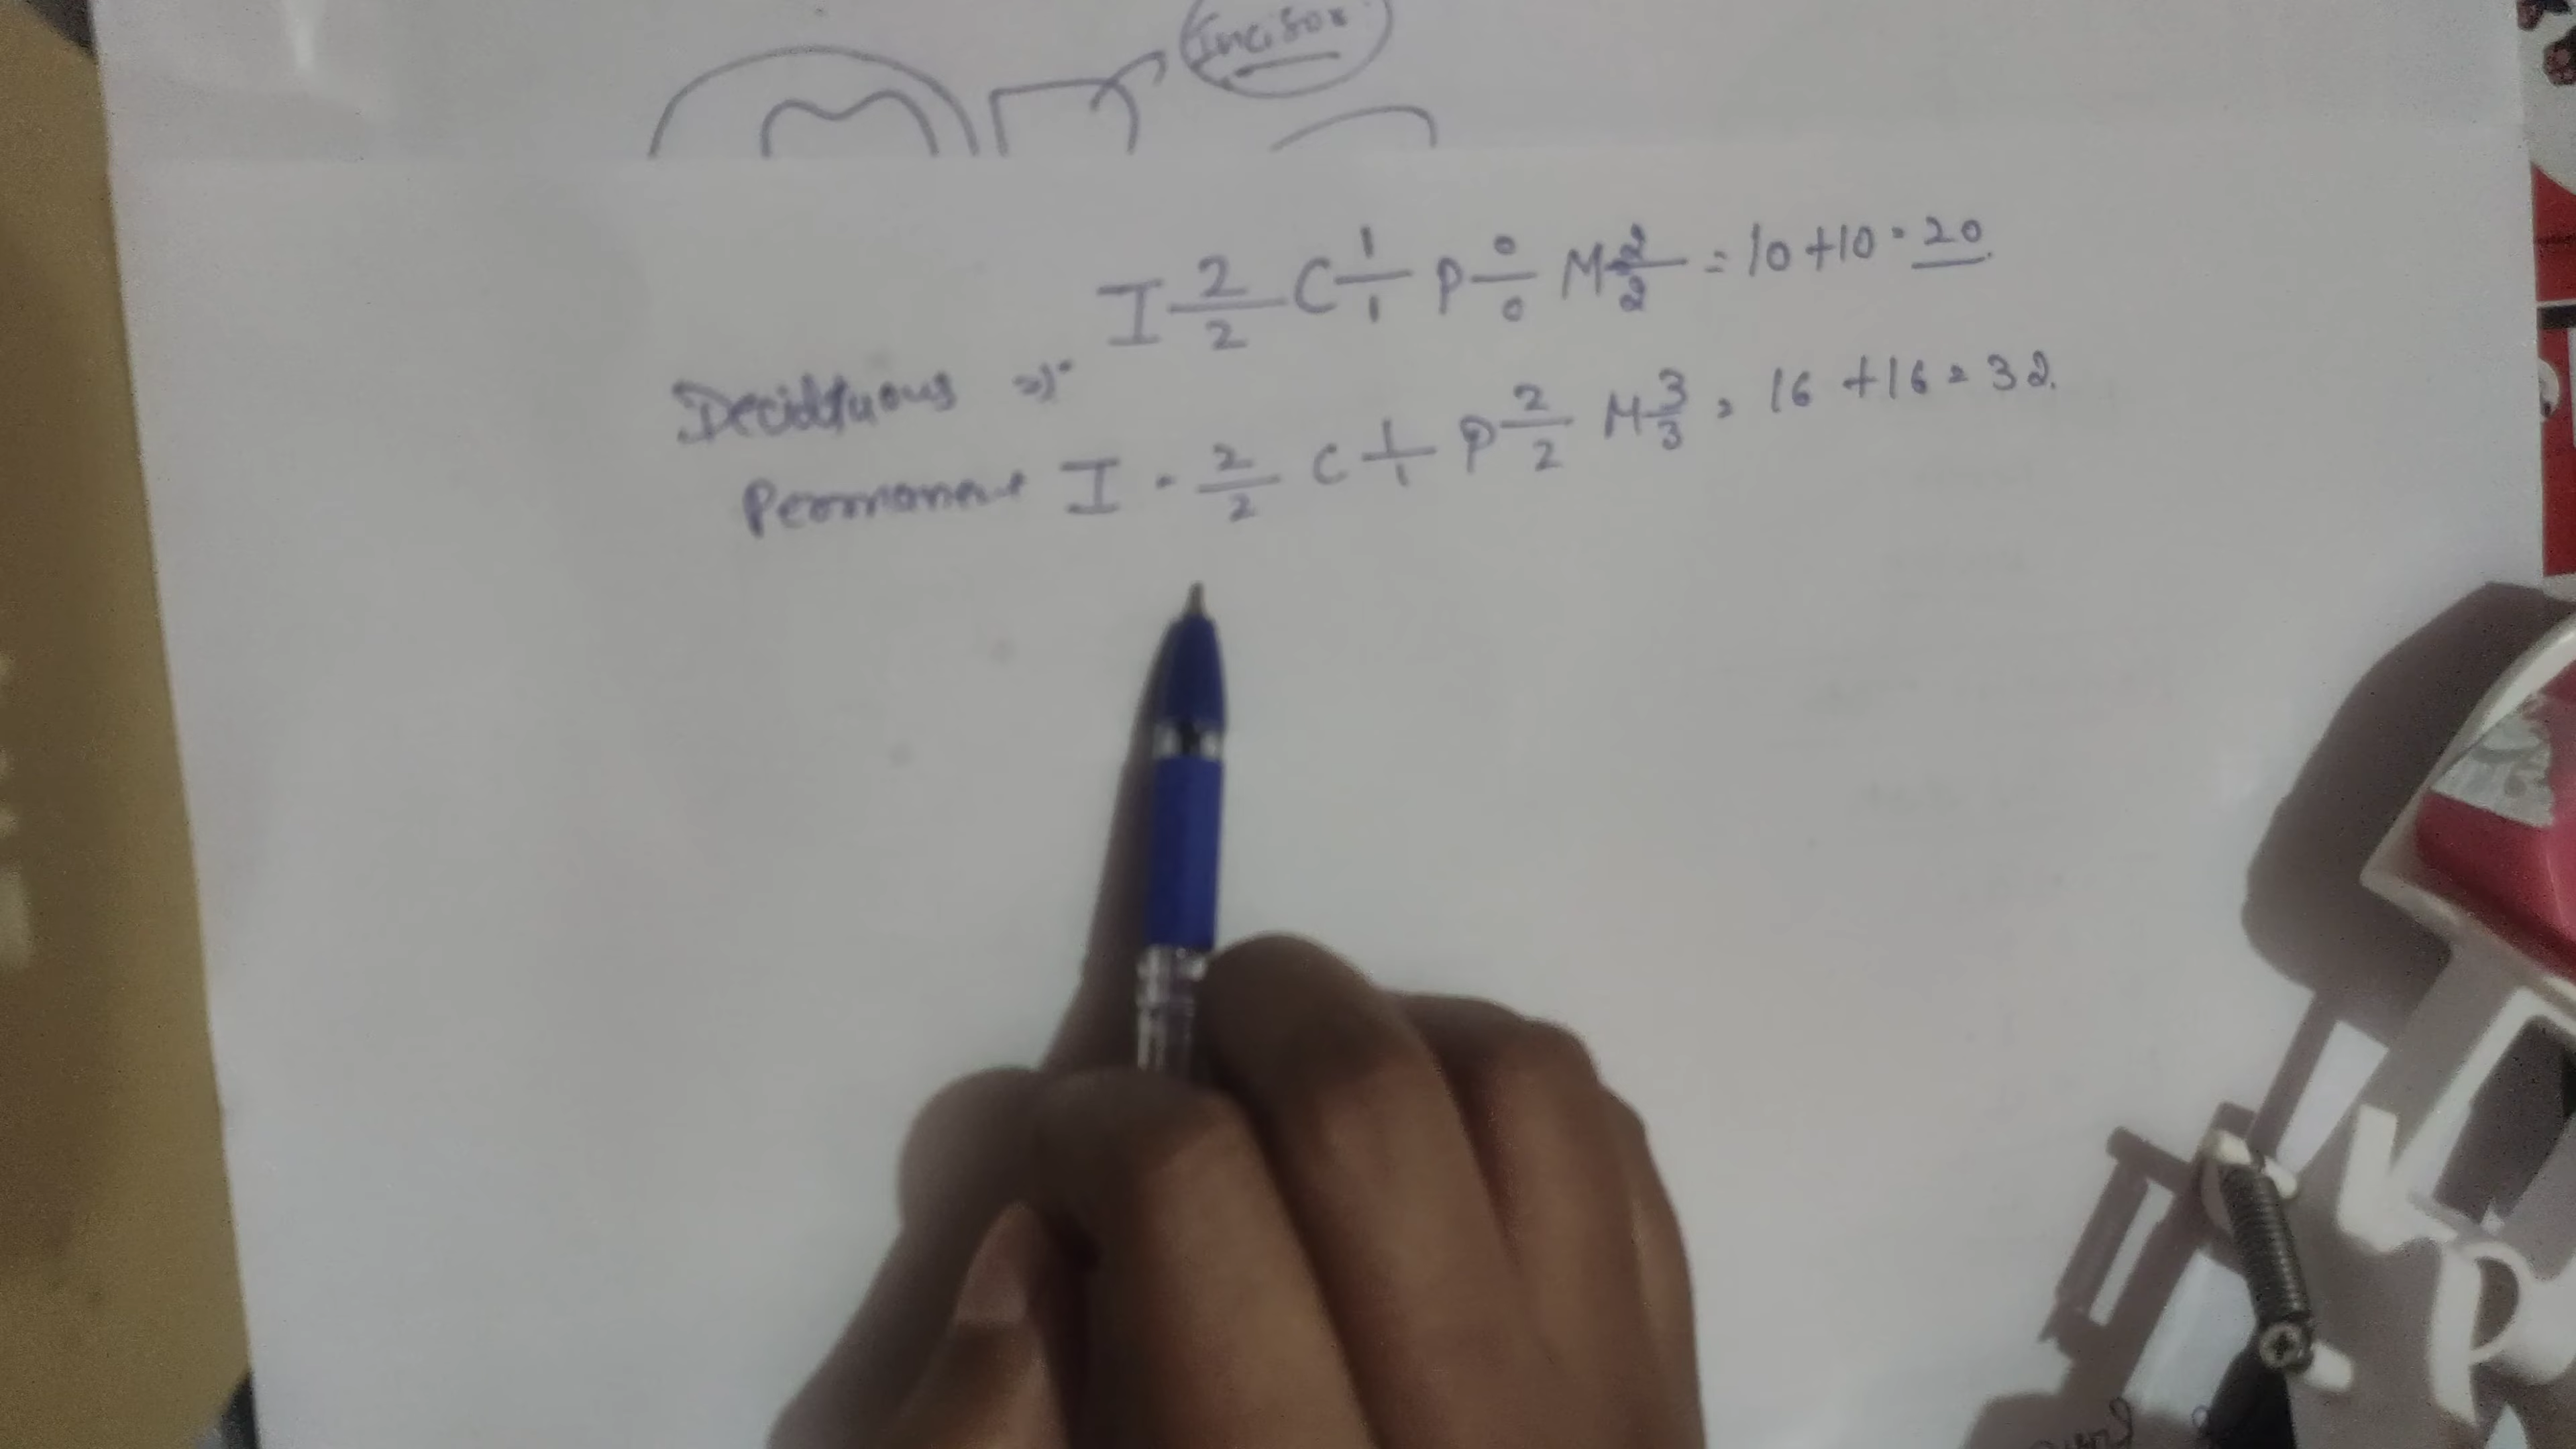 Incisor
I 2/2 C 1/1 P 0/0 M 2/2 = 10+10 = 20
Deciduous =>
Permanent I - 2/2 C 1/1 P 2/2 M 3/3 = 16+16=32